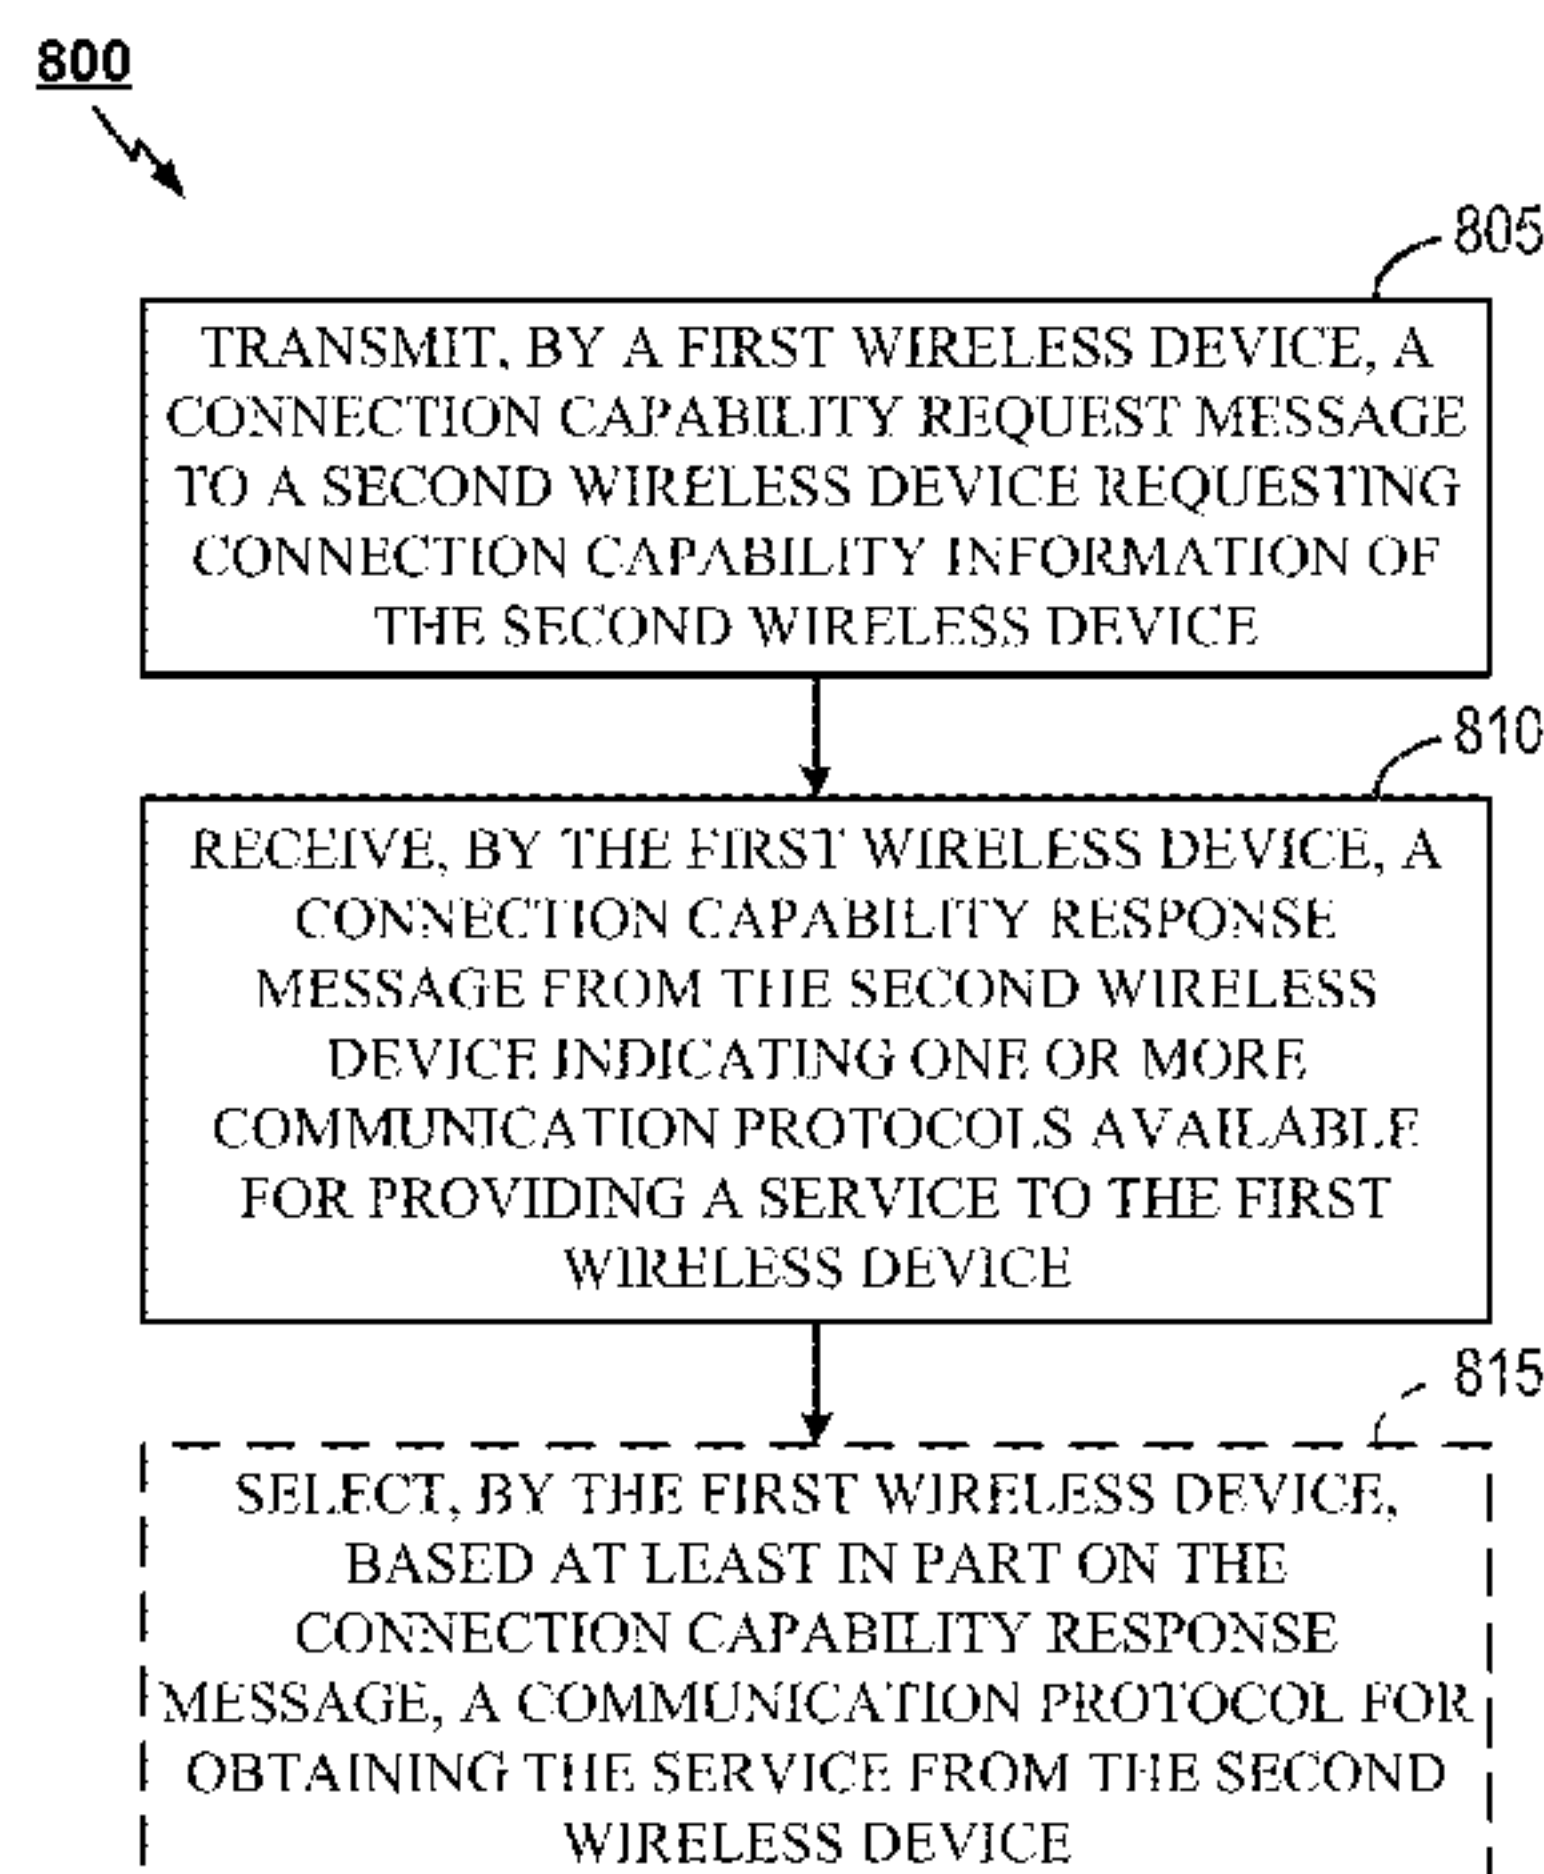 800
805
TRANSMIT, BY A FIRST WIRELESS DEVICE, A
CONNECTION CAPABILITY REQUEST MESSAGE
TO A SECOND WIRELESS DEVICE REQUESTING
CONNECTION CAPABILITY INFORMATION OF
THE SECOND WIRELESS DEVICE
810
RECEIVE, BY THE FIRST WIRELESS DEVICE, A
CONNECTION CAPABILITY RESPONSE
MESSAGE FROM THE SECOND WIRELESS
DEVICE INDICATING ONE OR MORE
COMMUNICATION PROTOCOLS AVAILABLE
FOR PROVIDING A SERVICE TO THE FIRST
WIRELESS DEVICE
815
SELECT, BY THE FIRST WIRELESS DEVICE,
BASED AT LEAST IN PART ON THE
CONNECTION CAPABILITY RESPONSE
MESSAGE, A COMMUNICATION PROTOCOL FOR
OBTAINING THE SERVICE FROM THE SECOND
WIRELESS DEVICE